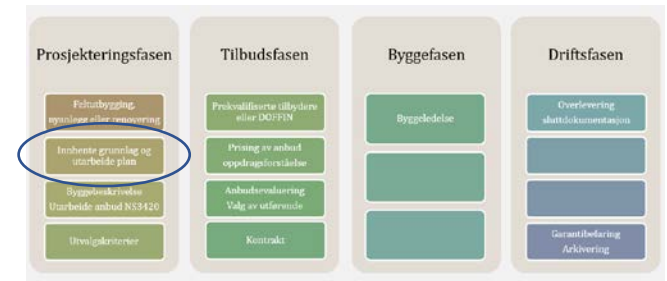 Prosjekteringsfasen
Feltutbygging,
nyanlegg eller renovering
Innhente grunnlag og
utarbeide plan
Byggebeskrivelse
Utarbeide anbud NS3420
Utvalgskriterier
Tilbudsfasen
Prekvalifiserte tilbydere
eller DOFFIN
Prising av anbud
oppdragsforståelse
Anbudsevaluering
Valg av utførende
Kontrakt
Byggefasen
Byggeledelse
Driftsfasen
Overlevering
sluttdokumentasjon
Garantibefaring
Arkivering